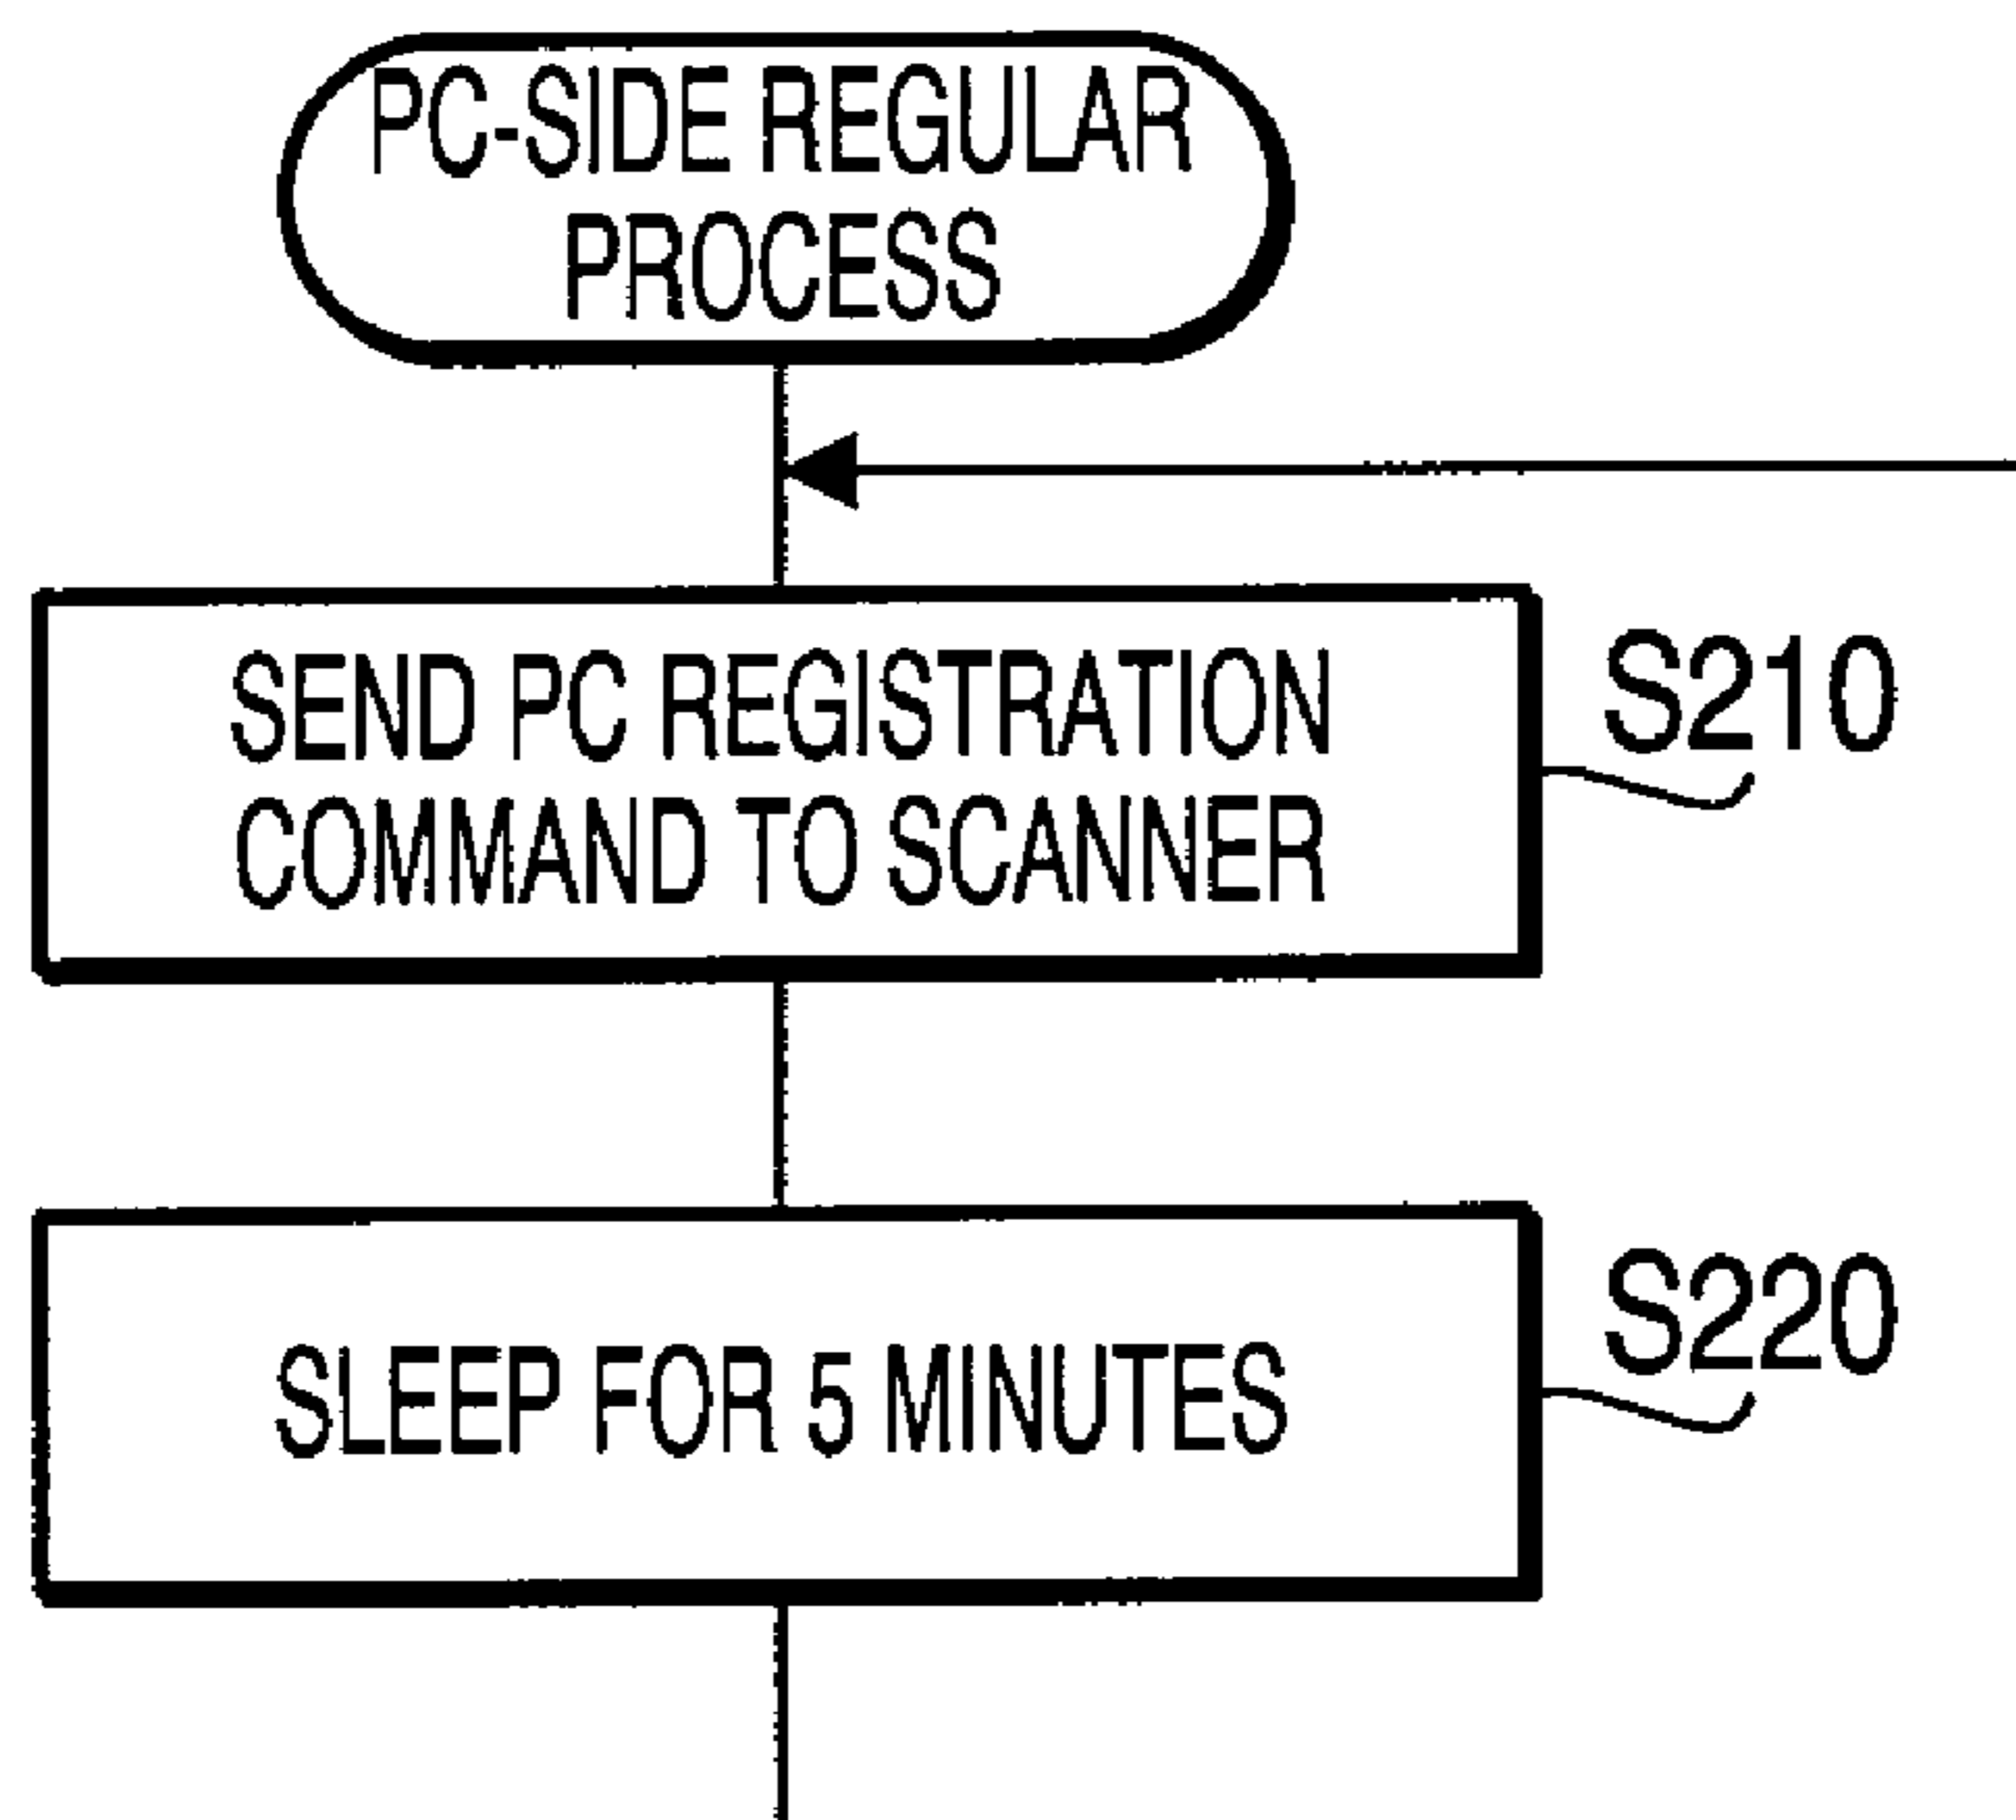 PC-SIDE REGULAR
PROCESS
SEND PC REGISTRATION
COMMAND TO SCANNER
S210
SLEEP FOR 5 MINUTES
S220